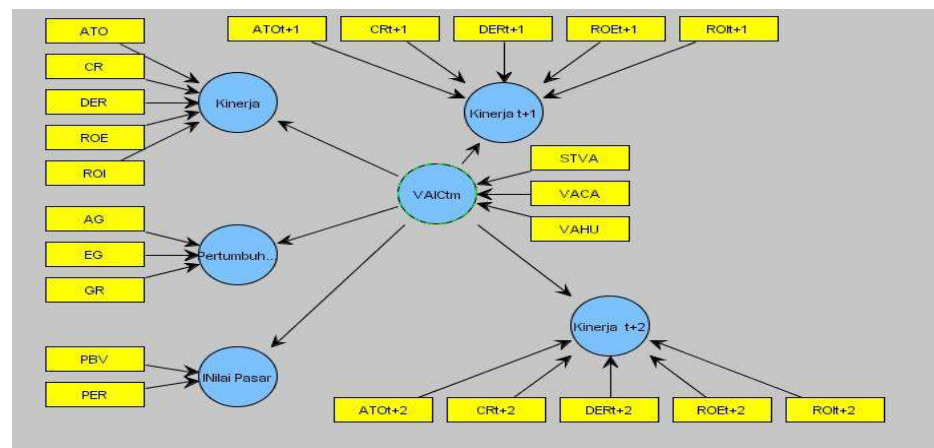 ATO
CR
DER
ROE
ROI
Kinerja
ATOt+1
CRt+1
DERt+1
ROEt+1
ROIt+1
Kinerja t+1
VAICtm
STVA
VACA
VAHU
AG
EG
GR
Pertumbuh...
PBV
PER
INilai Pasar
Kinerja t+2
ATOt+2
CRt+2
DERt+2
ROEt+2
ROIt+2